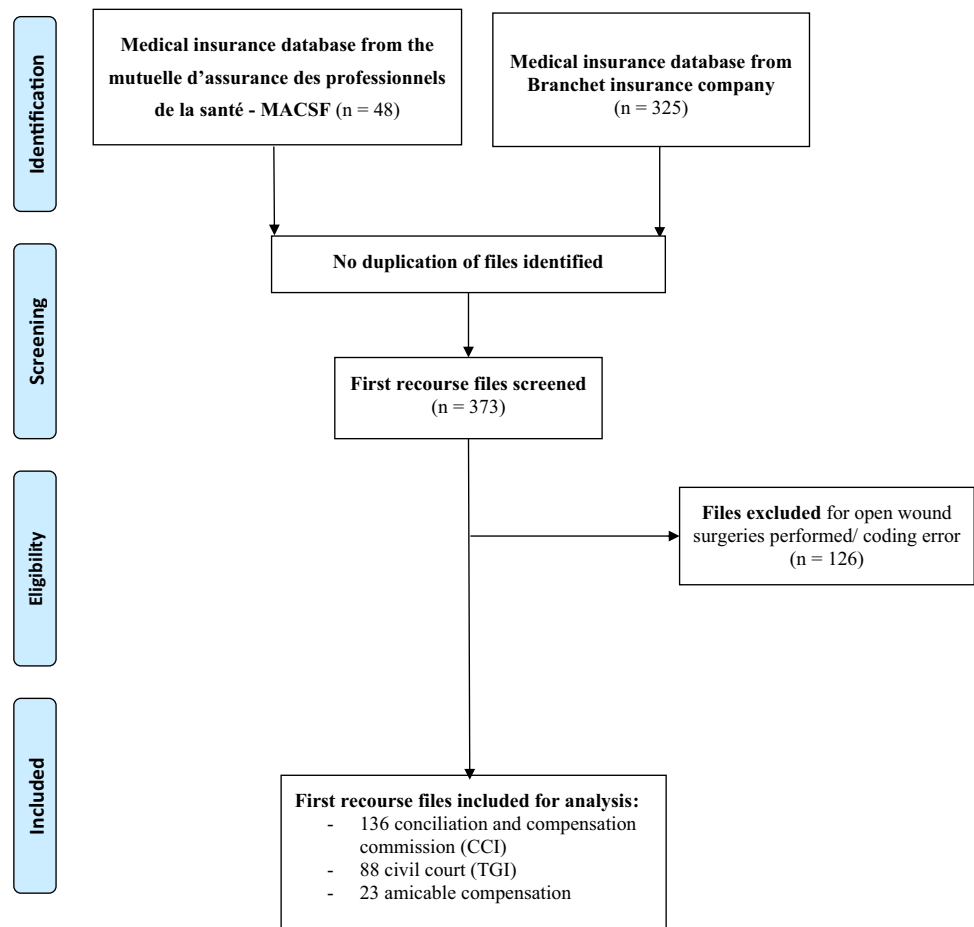 Identification
Medical insurance database from the
mutuelle d'assurance des professionnels
de la santé - MACSF (n = 48)
Medical insurance database from
Branchet insurance company
(n = 325)
Screening
No duplication of files identified
First recourse files screened
(n = 373)
Eligibility
Files excluded for open wound
surgeries performed/ coding error
(n = 126)
Included
First recourse files included for analysis:
- 136 conciliation and compensation
commission (CCI)
- 88 civil court (TGI)
- 23 amicable compensation